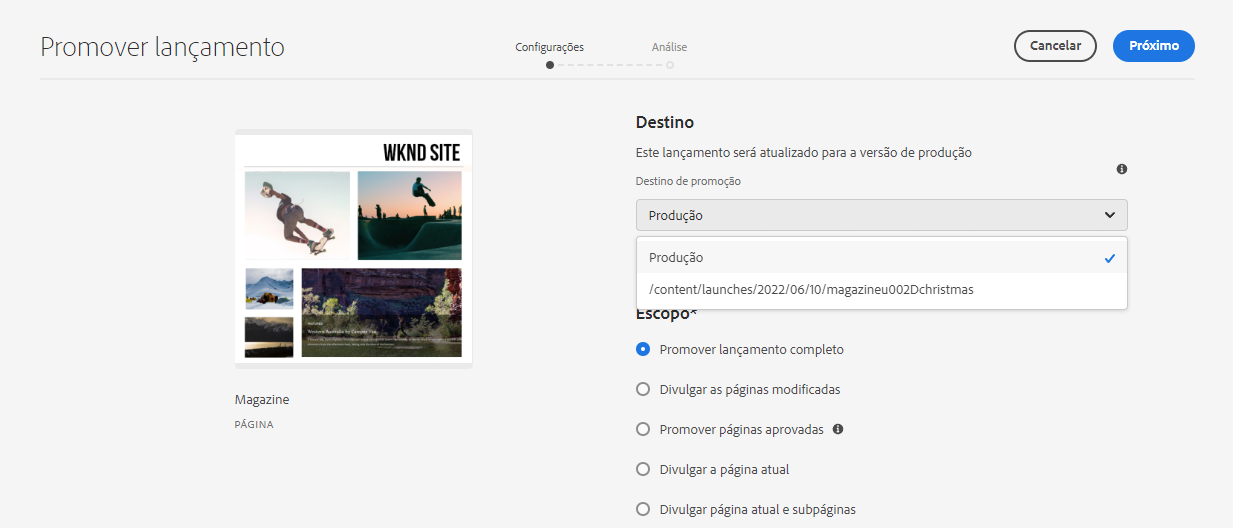 Promover lançamento
Configurações
Análise
Cancelar
Próximo
WKND SITE
Magazine
PÁGINA
Destino
Este lançamento será atualizado para a versão de produção
Destino de promoção
Produção
Produção
/content/launches/2022/06/10/magazineu002Dchristmas
Escopo*
Promover lançamento completo
Divulgar as páginas modificadas
Promover páginas aprovadas
Divulgar a página atual
Divulgar página atual e subpáginas